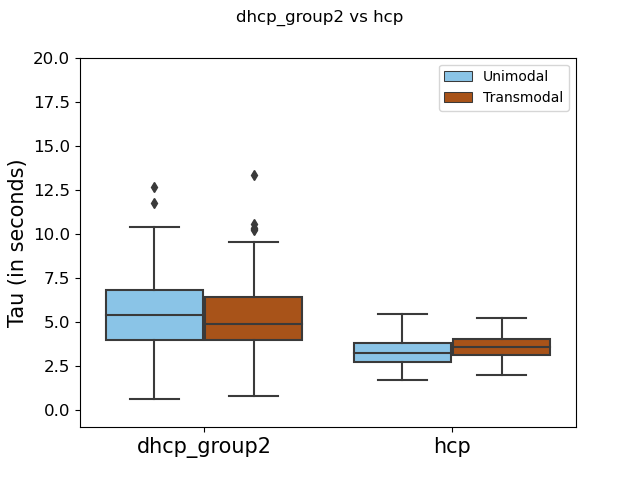 dhcp_group2 vs hcp
20.0
17.5
15.0
12.5
10.0
7.5
5.0
2.5
0.0
Tau (in seconds)
Unimodal
Transmodal
dhcp_group2
hcp